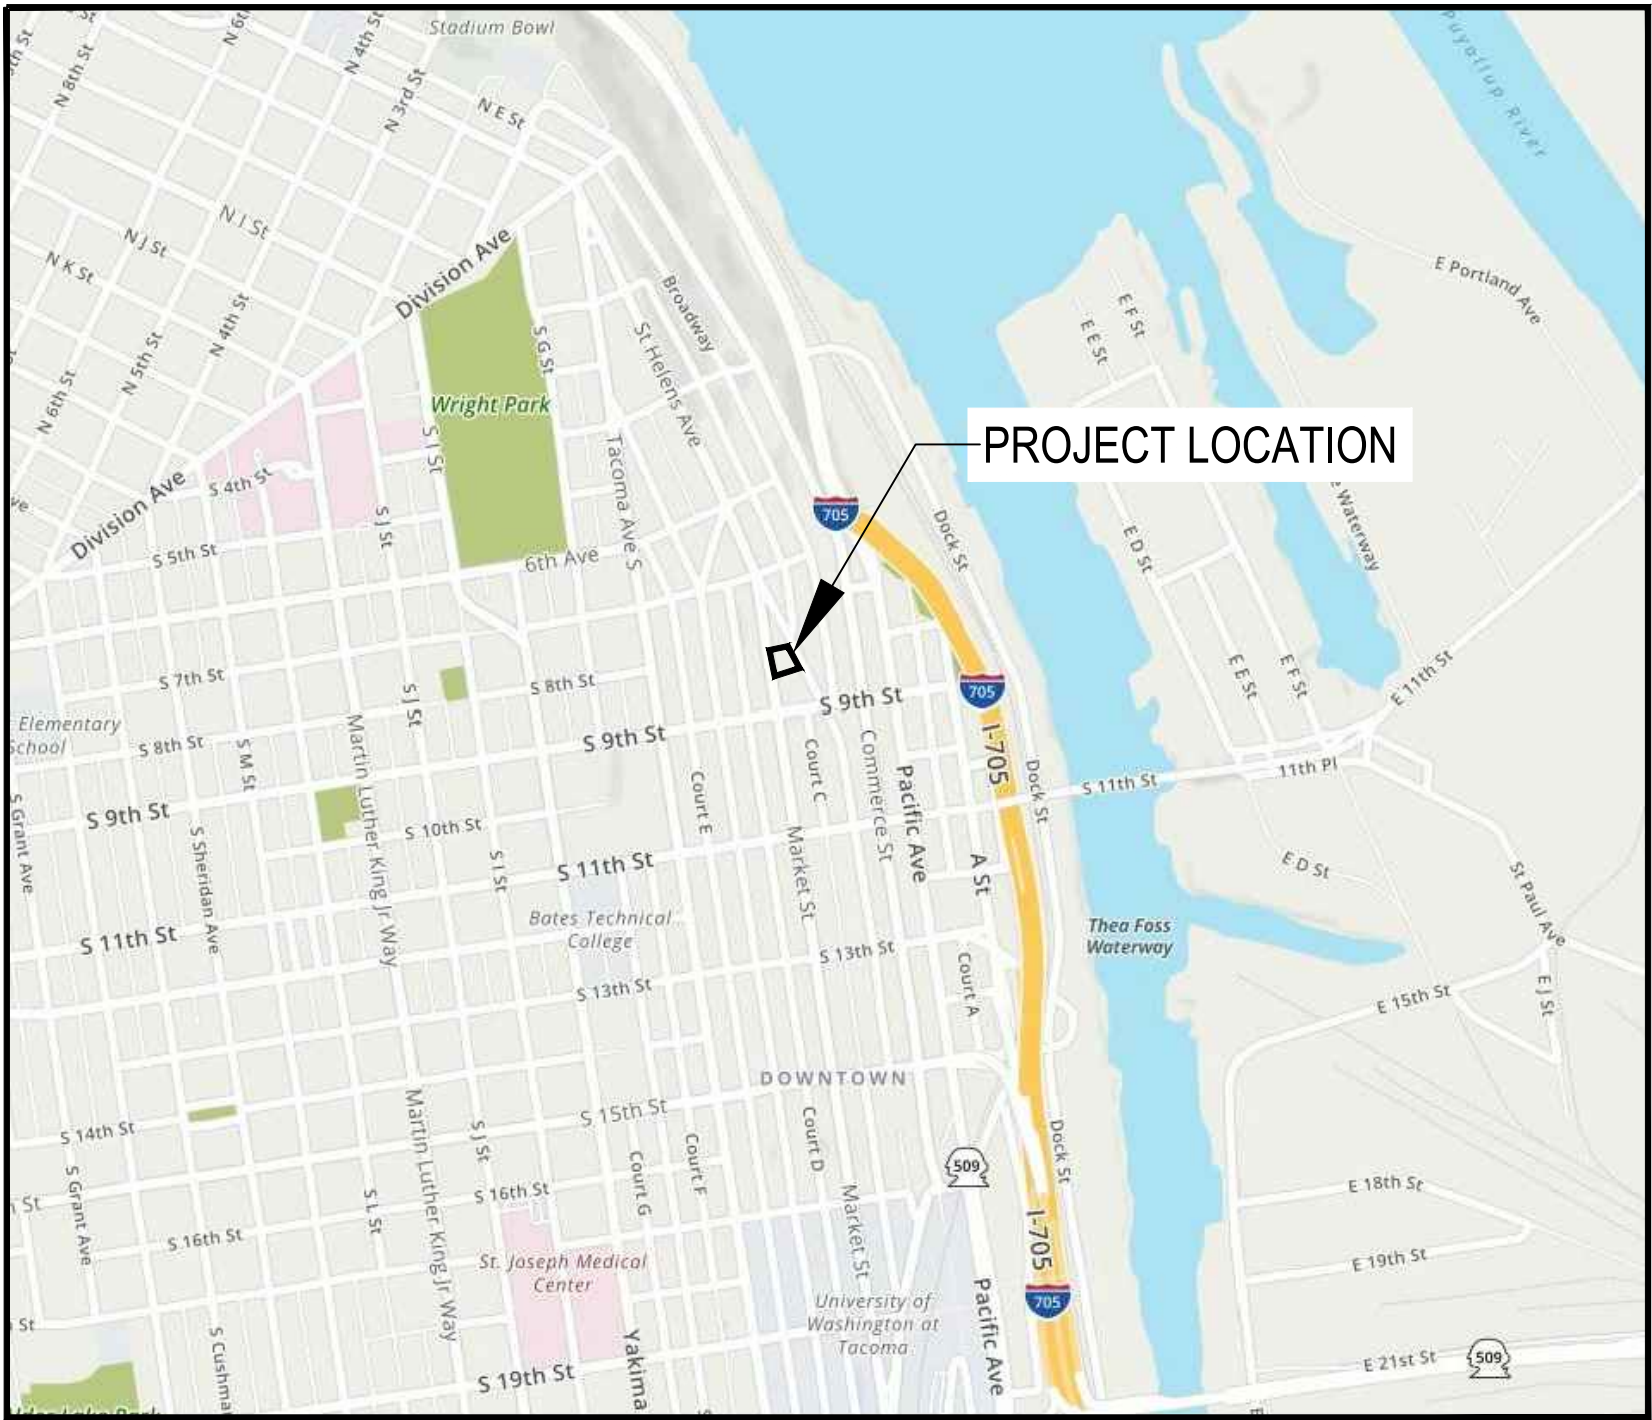 Stadium Bowl
N 8th St
N 4th St
N 3rd St
N E St
Puyallup River
N I St
N J St
N K St
Division Ave
Broadway
E Portland Ave
N 4th St
N 5th St
N 6th St
S G St
St Helens Ave
E F St
E E St
Wright Park
PROJECT LOCATION
S I St
Tacoma Ave S
S 4th St
Division Ave
705
Dock St
e Waterway
S J St
S 5th St
6th Ave
E D St
S 7th St
S 8th St
S J St
S 9th St
705
E E St
E F St
E 11th St
Elementary
School
S 8th St
S M St
S 9th St
Martin Luther King Jr Way
Court C
Commerce St
Pacific Ave
I-705
Dock St
S 11th St
11th Pl
S Grant Ave
S 9th St
S Sheridan Ave
S 10th St
Court E
Market St
S I St
S 11th St
A St
E D St
St Paul Ave
Bates Technical
College
S 11th St
Thea Foss
Waterway
S 13th St
Court A
S 13th St
E 15th St
E J St
DOWNTOWN
S 14th St
S 15th St
Martin Luther King Jr Way
S J St
Court D
Dock St
Court F
Court G
509
S Grant Ave
S L St
S 16th St
Market St
E 18th St
S 16th St
I-705
E 19th St
St. Joseph Medical
Center
705
University of
Washington at
Tacoma
Pacific Ave
St
S Cushma
Yakima
S 19th St
E 21st St
509